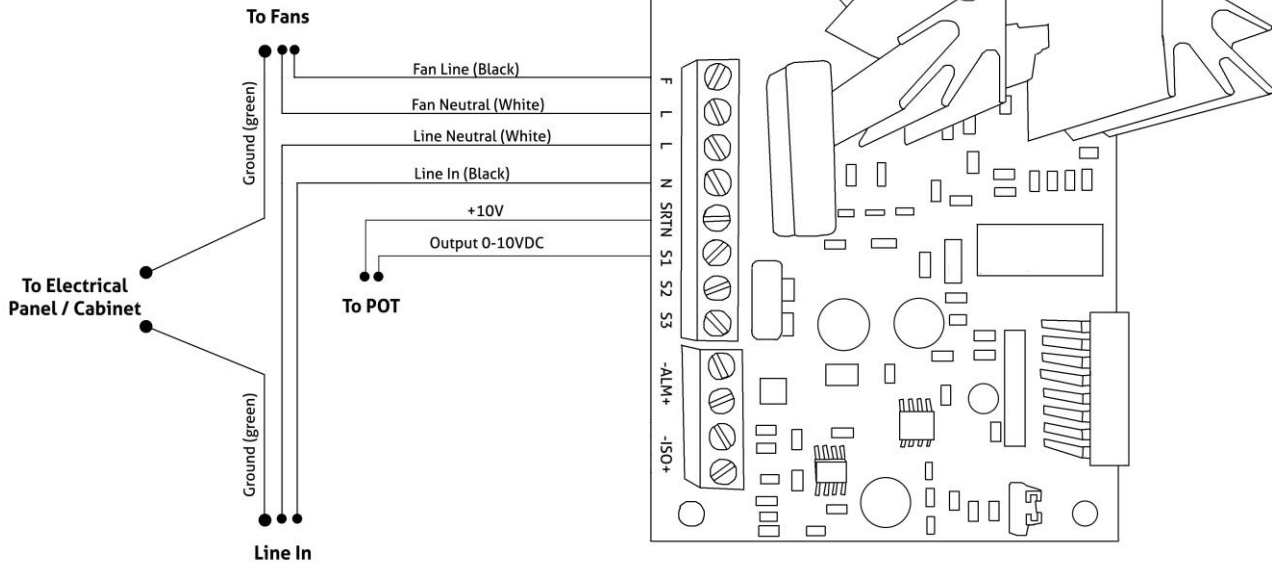 To Fans
Fan Line (Black)
Fan Neutral (White)
Line Neutral (White)
Line In (Black)
+10V
Output 0-10VDC
To POT
Ground (green)
To Electrical
Panel / Cabinet
Ground (green)
Line In
F
L
L
N
SRTN
S1
S2
S3
-ALM+
-ISO+